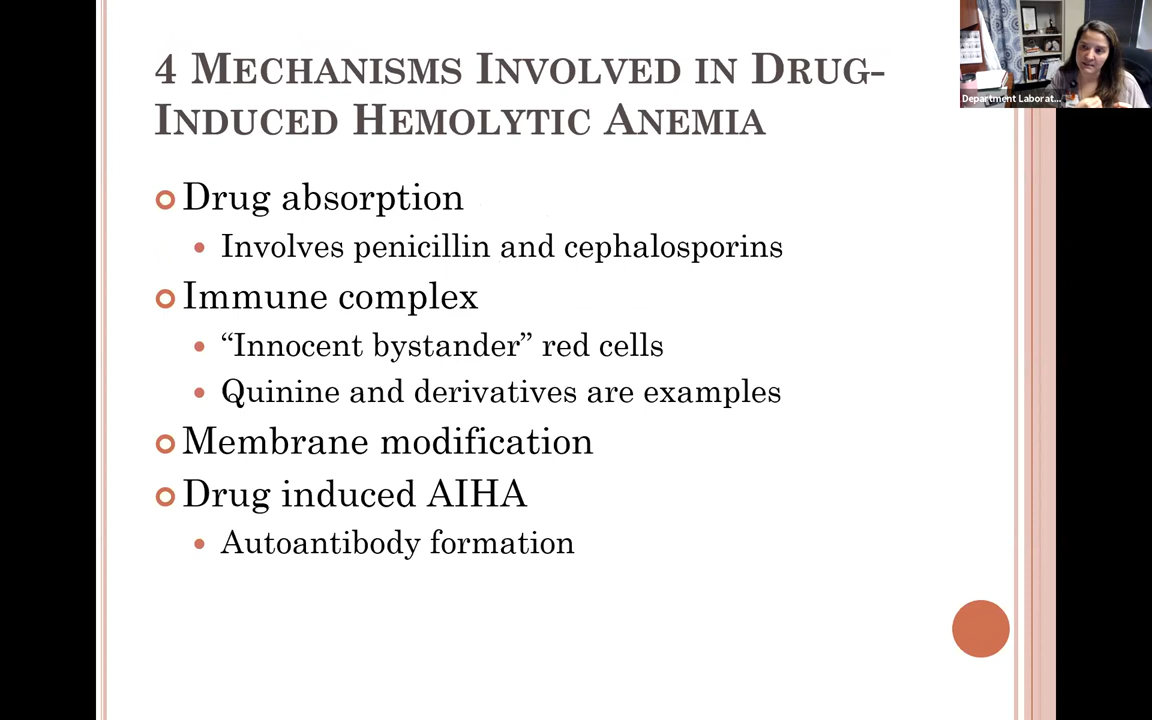 4 Mechanisms Involved in Drug-
Induced Hemolytic Anemia
Drug absorption
Involves penicillin and cephalosporins
Immune complex
“Innocent bystander” red cells
Quinine and derivatives are examples
Membrane modification
Drug induced AIHA
Autoantibody formation
Department Laborat...